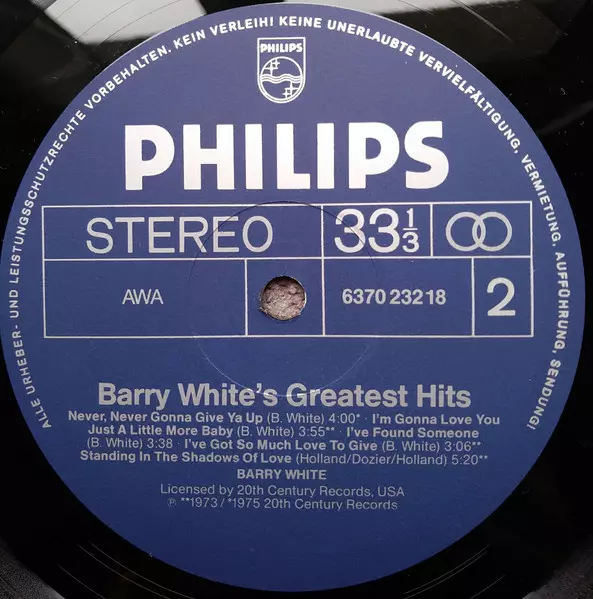 ALLE URHEBER- UND LEISTUNGSSCHUTZRECHTE VORBEHALTEN. KEIN VERLEIH! KEINE UNERLAUBTE VERVIELFÄLTIGUNG, VERMIETUNG, AUFFÜHRUNG, SENDUNG!
PHILIPS
PHILIPS
STEREO 33 1/3
AWA 6370 232 18 2
Barry White's Greatest Hits
Never, Never Gonna Give Ya Up (B. White) 4:00* · I'm Gonna Love You
Just A Little More Baby (B. White) 3:55** · I've Found Someone
(B. White) 3:38 · I've Got So Much Love To Give (B. White) 3:06**
Standing In The Shadows Of Love (Holland/Dozier/Holland) 5:20**
BARRY WHITE
Licensed by 20th Century Records, USA
℗ **1973/*1975 20th Century Records